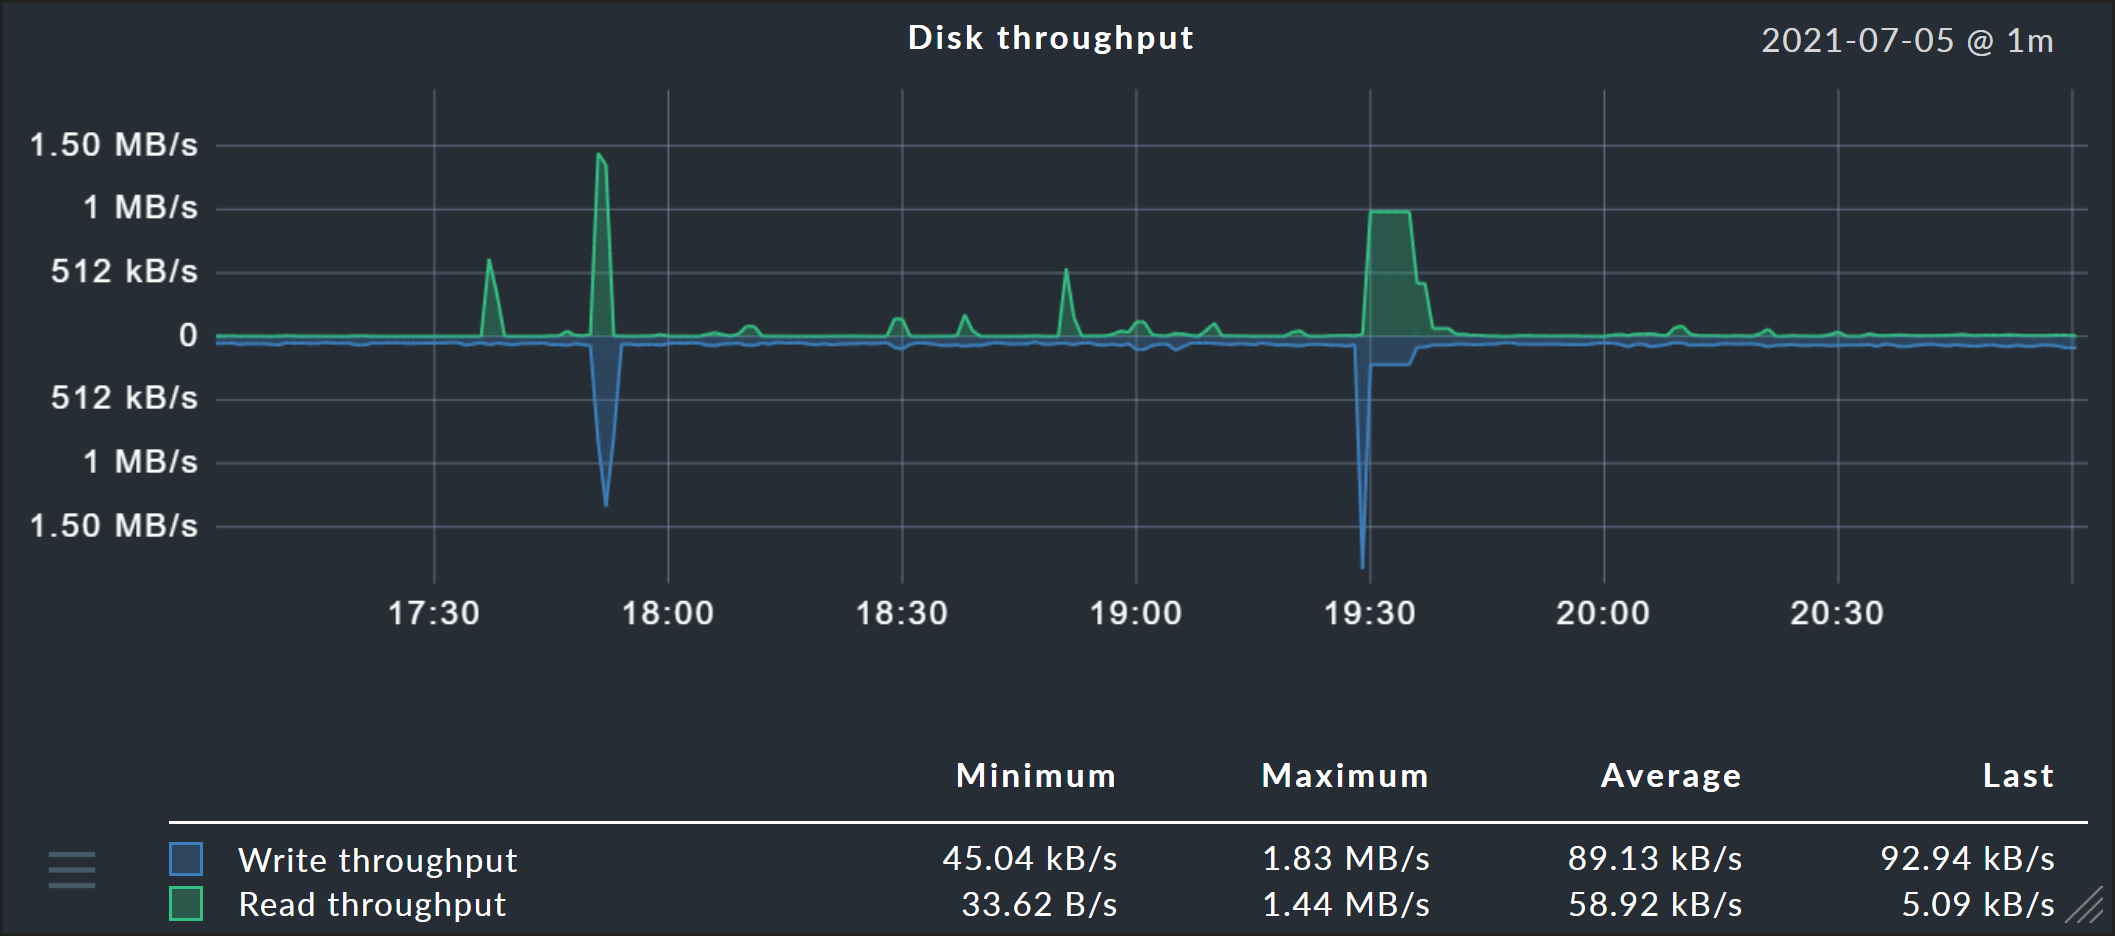 Disk throughput
2021-07-05 @ 1m
1.50 MB/s
1 MB/s
512 kB/s
0
512 kB/s
1 MB/s
1.50 MB/s
17:30 18:00 18:30 19:00 19:30 20:00 20:30
Minimum Maximum Average Last
Write throughput 45.04 kB/s 1.83 MB/s 89.13 kB/s 92.94 kB/s
Read throughput 33.62 B/s 1.44 MB/s 58.92 kB/s 5.09 kB/s